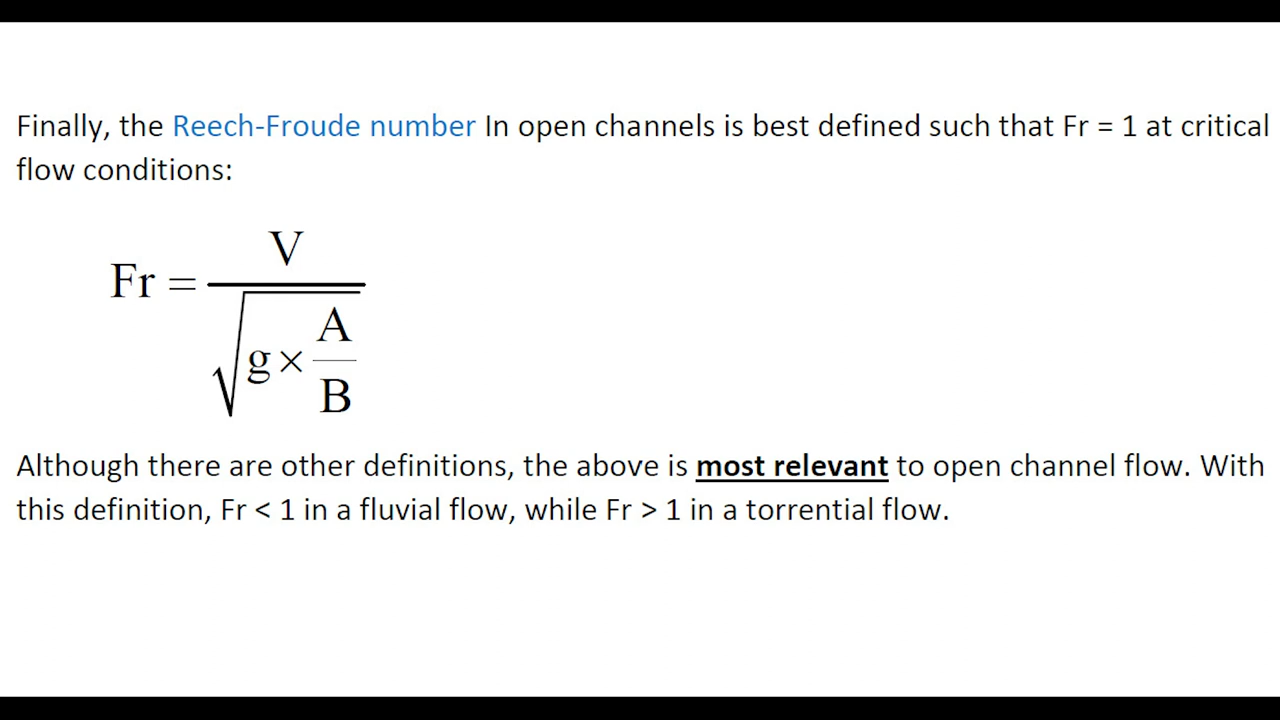 Finally, the Reech-Froude number In open channels is best defined such that Fr = 1 at critical
flow conditions:
Fr = V / √(g × A / B)
Although there are other definitions, the above is most relevant to open channel flow. With
this definition, Fr < 1 in a fluvial flow, while Fr > 1 in a torrential flow.